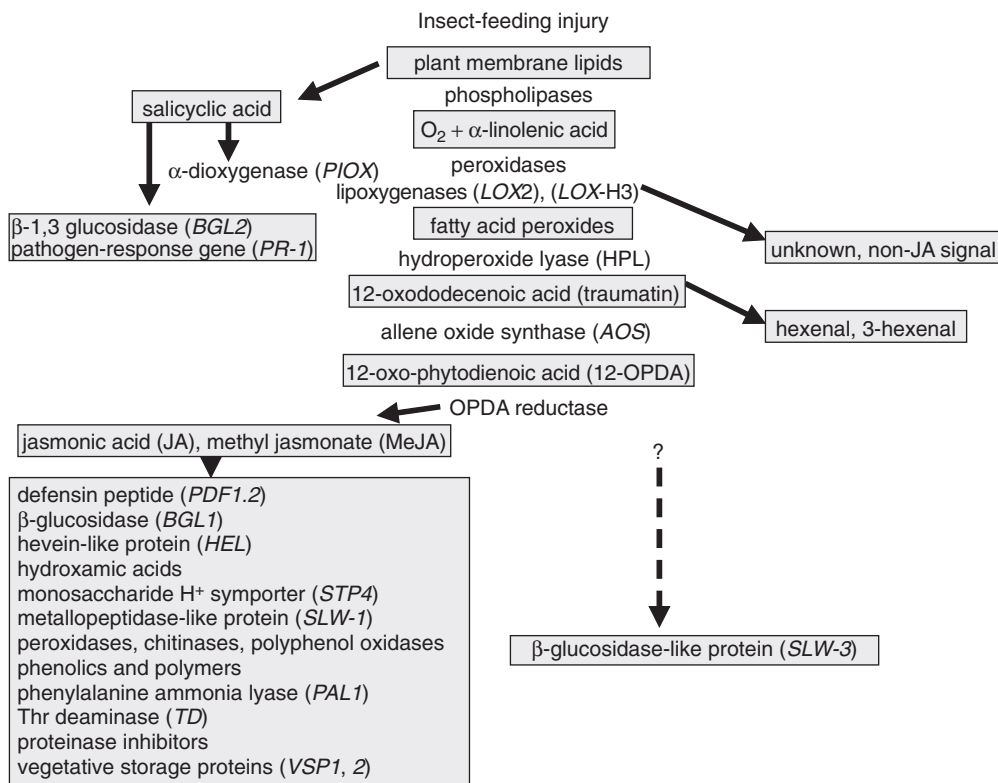 Insect-feeding injury
plant membrane lipids
phospholipases
salicyclic acid
O₂ + α-linolenic acid
peroxidases
α-dioxygenase (PIOX)
lipoxygenases (LOX2), (LOX-H3)
β-1,3 glucosidase (BGL2)
pathogen-response gene (PR-1)
fatty acid peroxides
unknown, non-JA signal
hydroperoxide lyase (HPL)
12-oxododecenoic acid (traumatin)
hexenal, 3-hexenal
allene oxide synthase (AOS)
12-oxo-phytodienoic acid (12-OPDA)
OPDA reductase
jasmonic acid (JA), methyl jasmonate (MeJA)
?
defensin peptide (PDF1.2)
β-glucosidase (BGL1)
hevein-like protein (HEL)
hydroxamic acids
monosaccharide H⁺ symporter (STP4)
metallopeptidase-like protein (SLW-1)
peroxidases, chitinases, polyphenol oxidases
phenolics and polymers
phenylalanine ammonia lyase (PAL1)
Thr deaminase (TD)
proteinase inhibitors
vegetative storage proteins (VSP1, 2)
β-glucosidase-like protein (SLW-3)